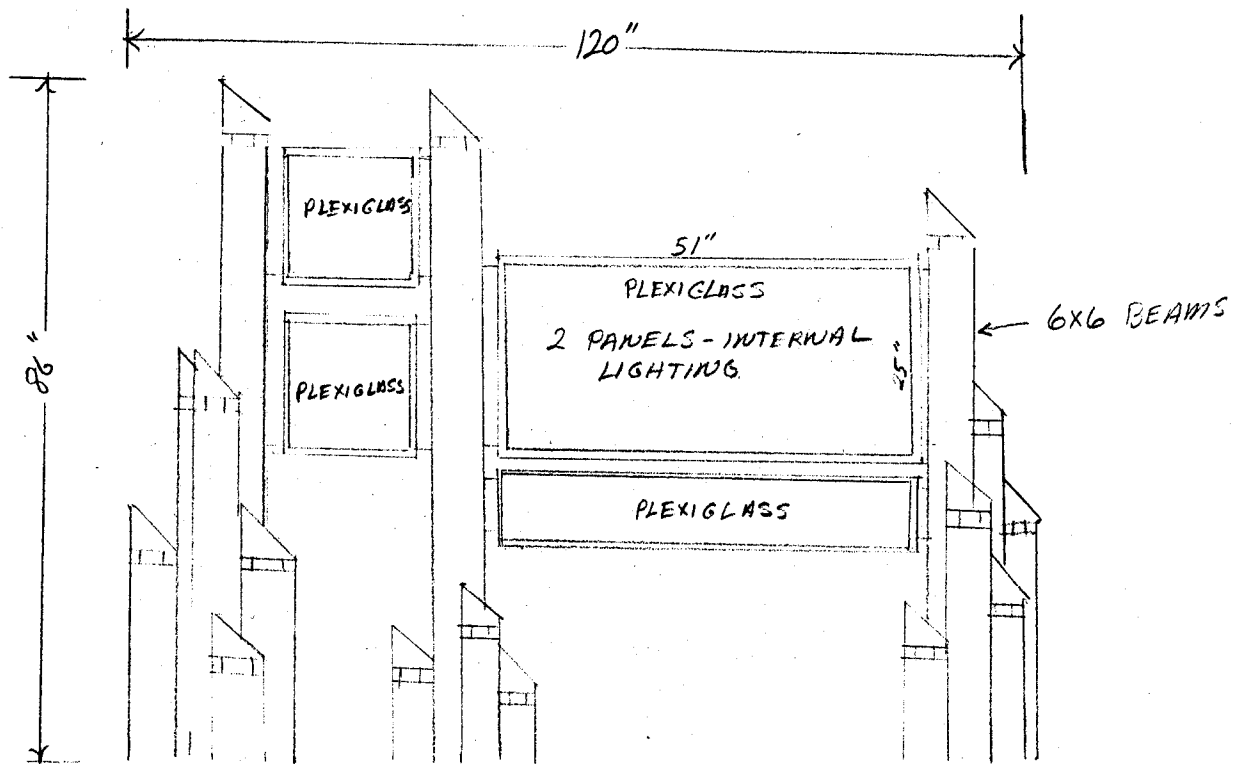 120"
86"
PLEXIGLASS
51"
PLEXIGLASS
2 PANELS - INTERNAL
LIGHTING
25"
6X6 BEAMS
PLEXIGLASS
PLEXIGLASS